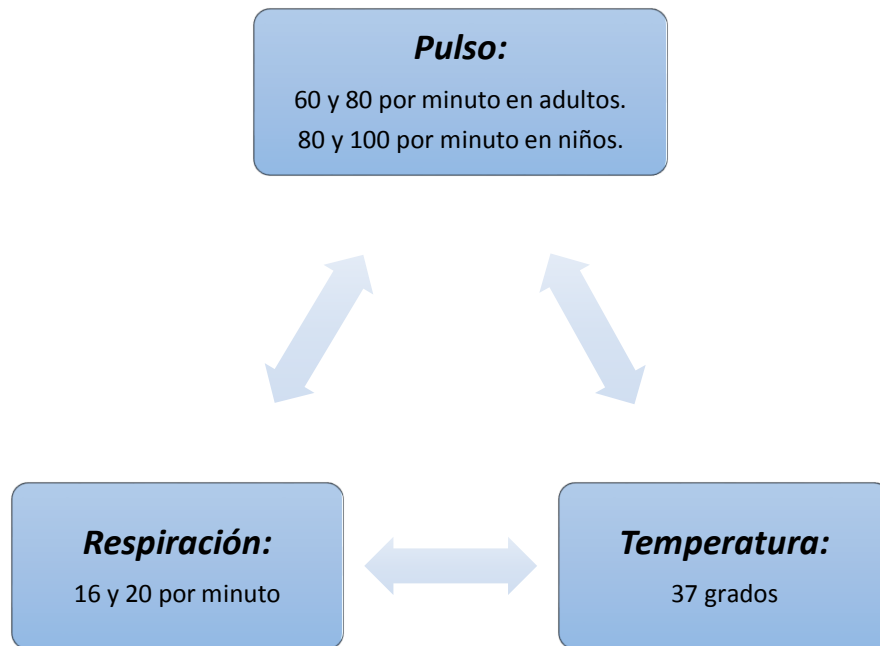 Pulso:
60 y 80 por minuto en adultos.
80 y 100 por minuto en niños.
Respiración:
16 y 20 por minuto
Temperatura:
37 grados